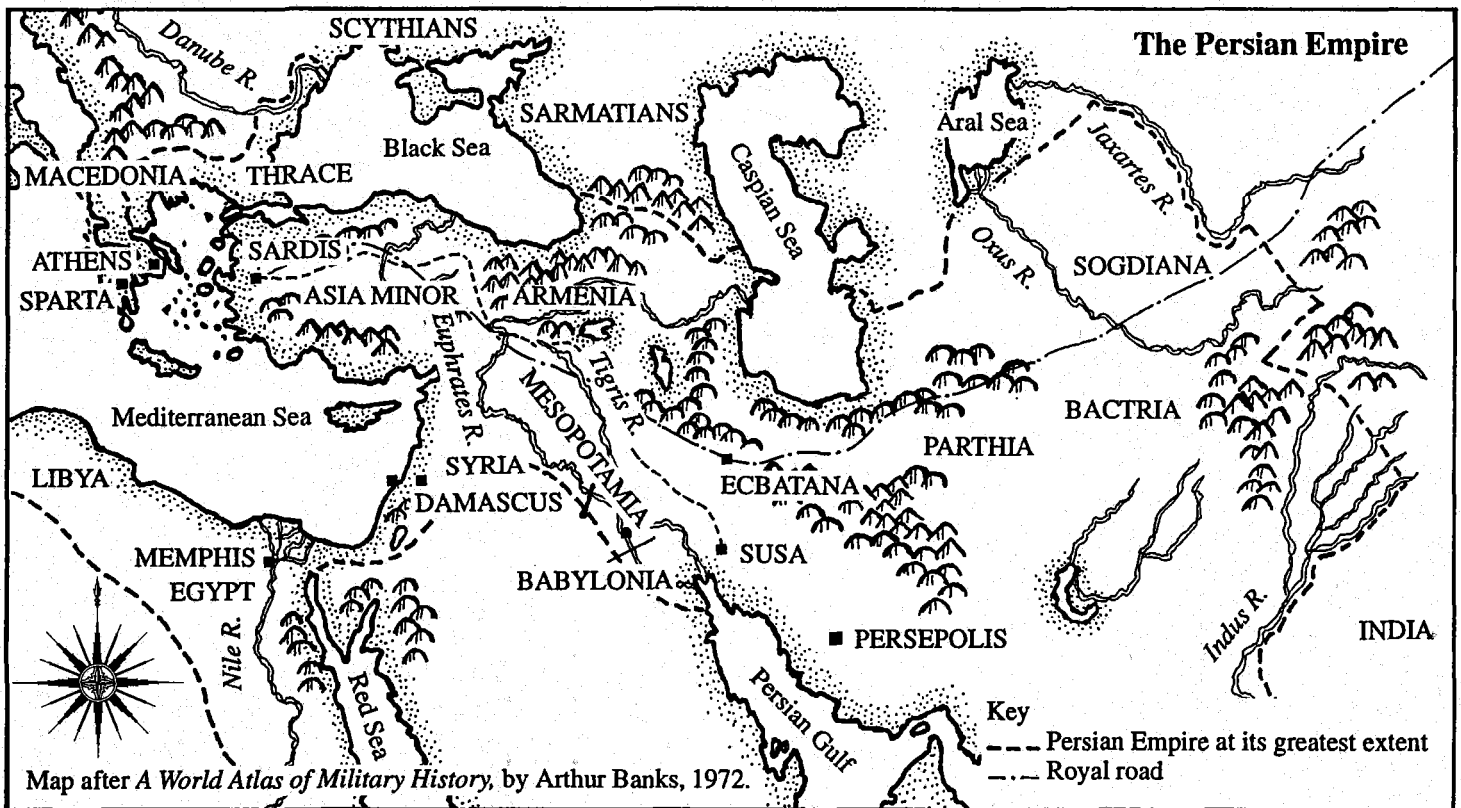 The Persian Empire
SCYTHIANS
Danube R.
SARMATIANS
Black Sea
Aral Sea
Jaxartes R.
Caspian Sea
MACEDONIA
THRACE
Oxus R.
SOGDIANA
SARDIS
ATHENS
SPARTA
ASIA MINOR
ARMENIA
Euphrates R.
Tigris R.
MESOPOTAMIA
Mediterranean Sea
BACTRIA
PARTHIA
LIBYA
SYRIA
DAMASCUS
ECBATANA
MEMPHIS
EGYPT
SUSA
BABYLONIA
Nile R.
Red Sea
PERSEPOLIS
Indus R.
INDIA
Persian Gulf
Key
Persian Empire at its greatest extent
Royal road
Map after A World Atlas of Military History, by Arthur Banks, 1972.